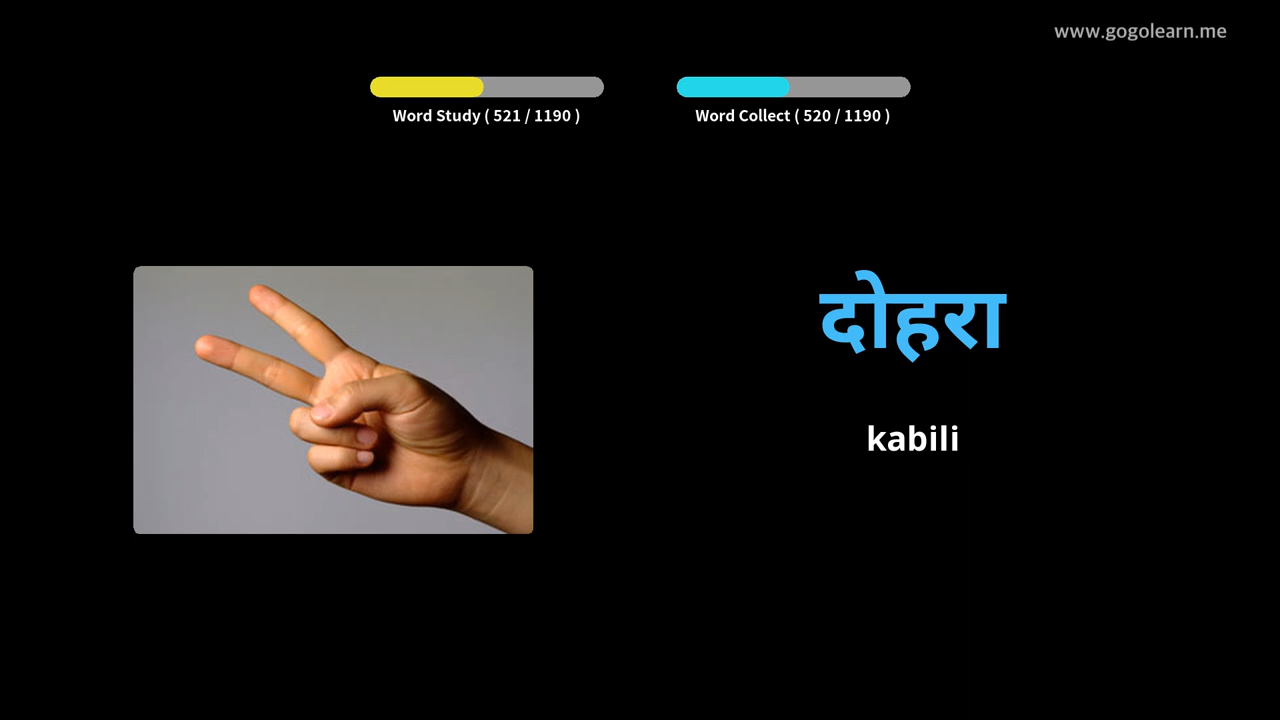 www.gogolearn.me
Word Study ( 521 / 1190 )
Word Collect ( 520 / 1190 )
दोहरा
kabili